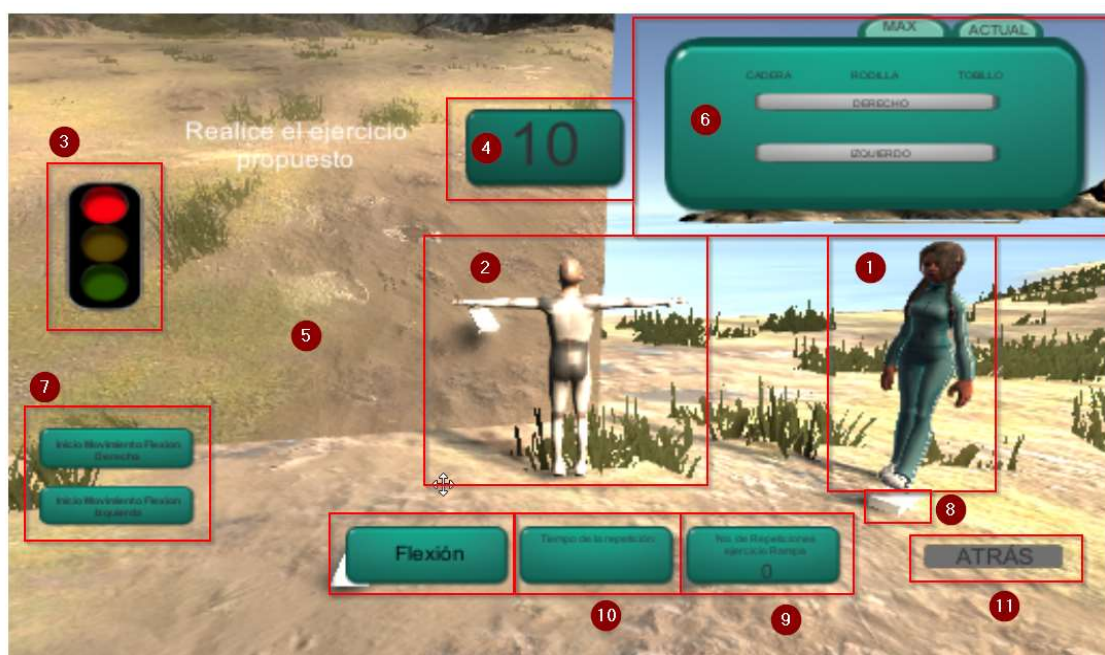 MAX
ACTUAL
CADERA RODILLA TOBILLO
6
DERECHO
IZQUIERDO
10
4
3
Realice el ejercicio
propuesto
2
1
5
7
Inicio Movimiento Flexion
Derecha
Inicio Movimiento Flexion
Izquierda
8
Flexión
Tiempo de la repetición
No. de Repeticiones
ejercicio Rampa
0
ATRÁS
10
9
11